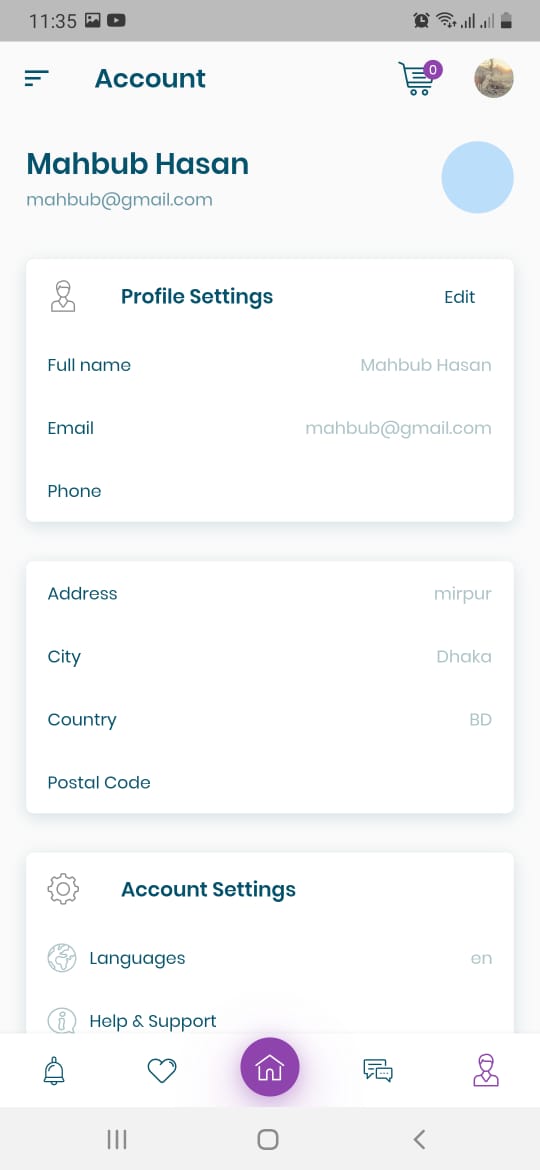 11:35
Account
0
Mahbub Hasan
mahbub@gmail.com
Profile Settings Edit
Full name Mahbub Hasan
Email mahbub@gmail.com
Phone
Address mirpur
City Dhaka
Country BD
Postal Code
Account Settings
Languages en
Help & Support